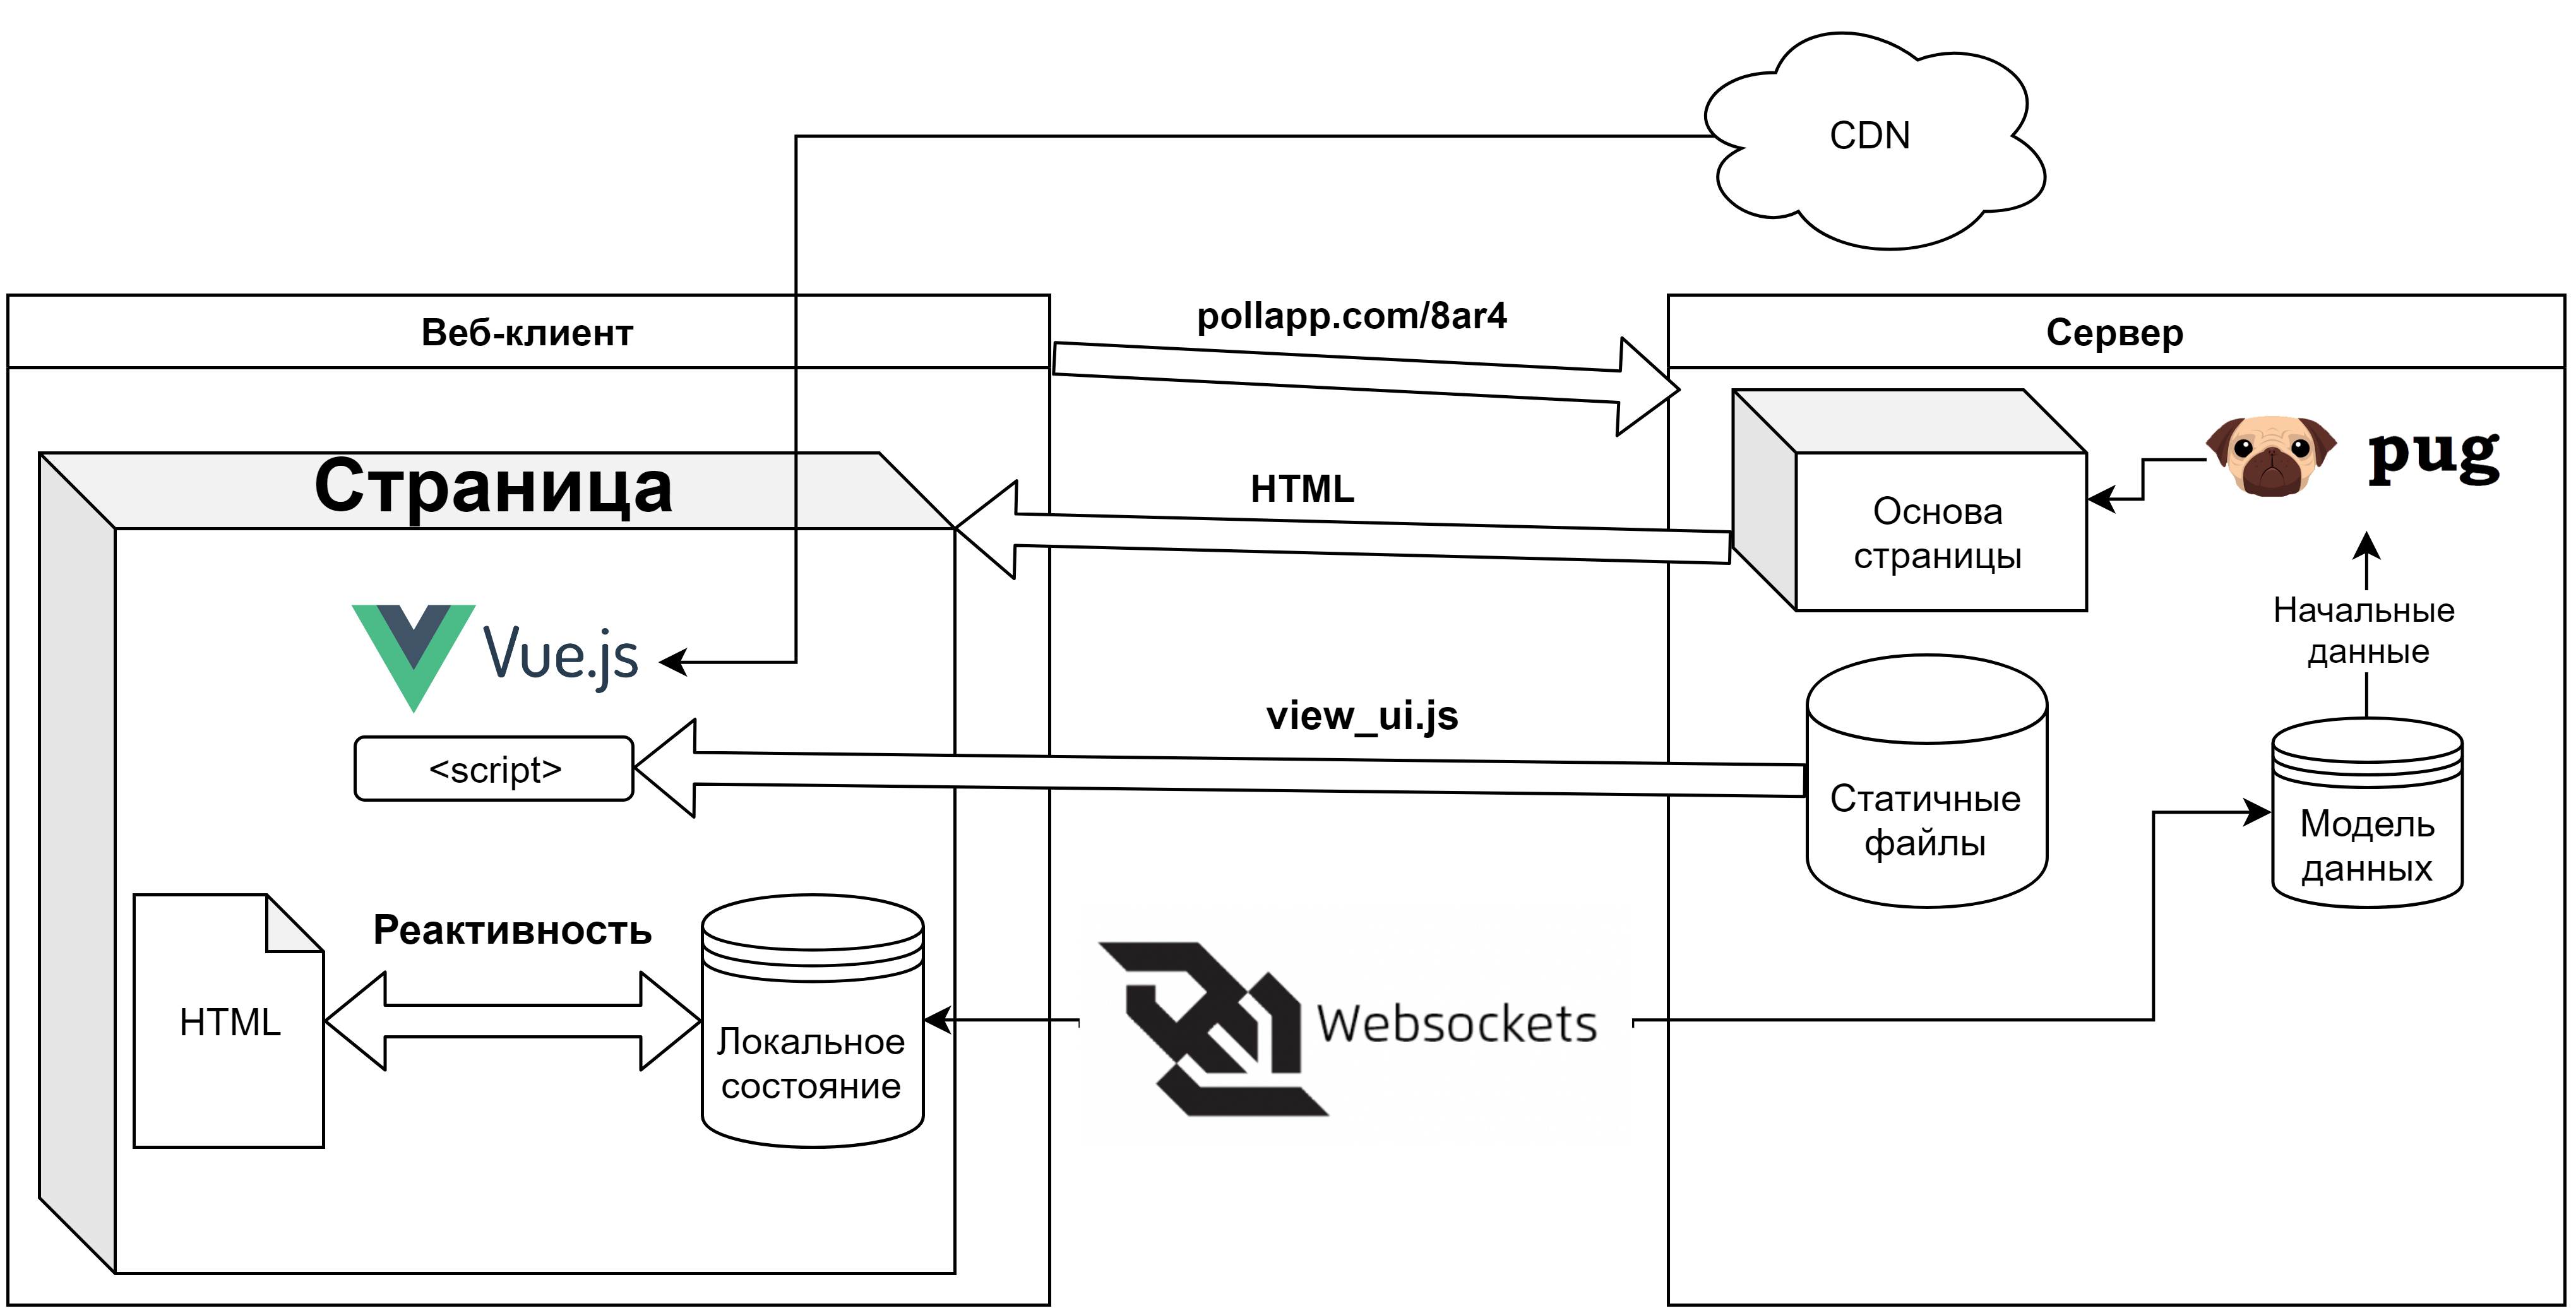 CDN
Веб-клиент
pollapp.com/8ar4
Сервер
Страница
HTML
Основа
страницы
pug
Vue.js
Начальные
данные
view_ui.js
<script>
Статичные
файлы
Модель
данных
HTML
Реактивность
Локальное
состояние
Websockets